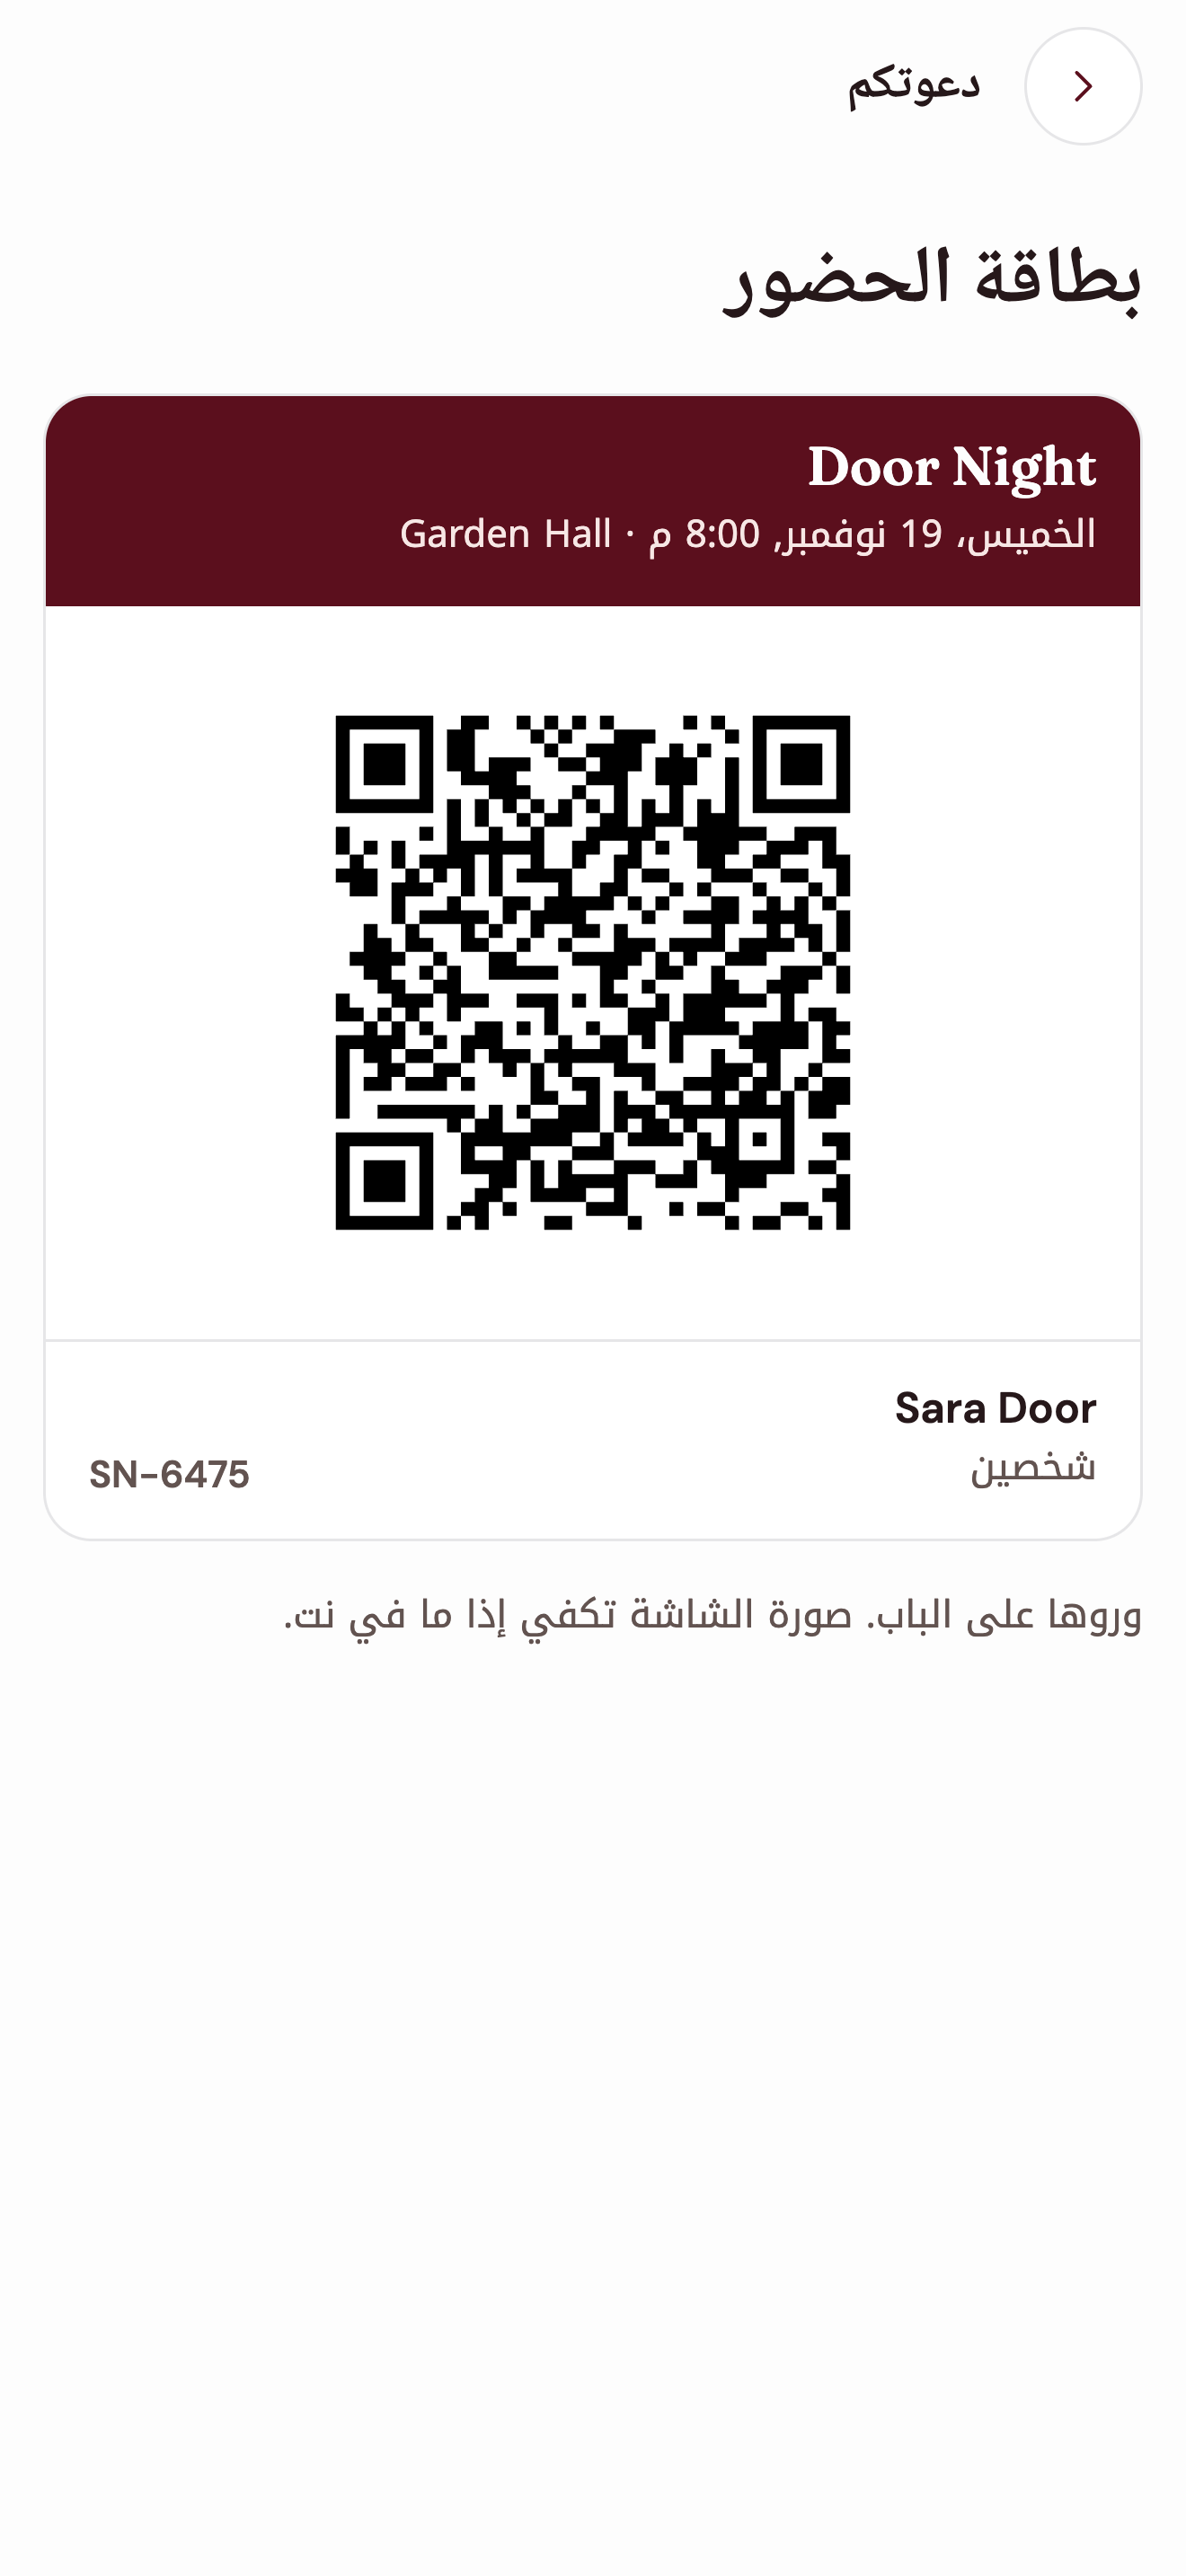 دعوتكم
بطاقة الحضور
Door Night
الخميس، 19 نوفمبر, 8:00 م · Garden Hall
Sara Door
شخصين
SN-6475
وروها على الباب. صورة الشاشة تكفي إذا ما في نت.